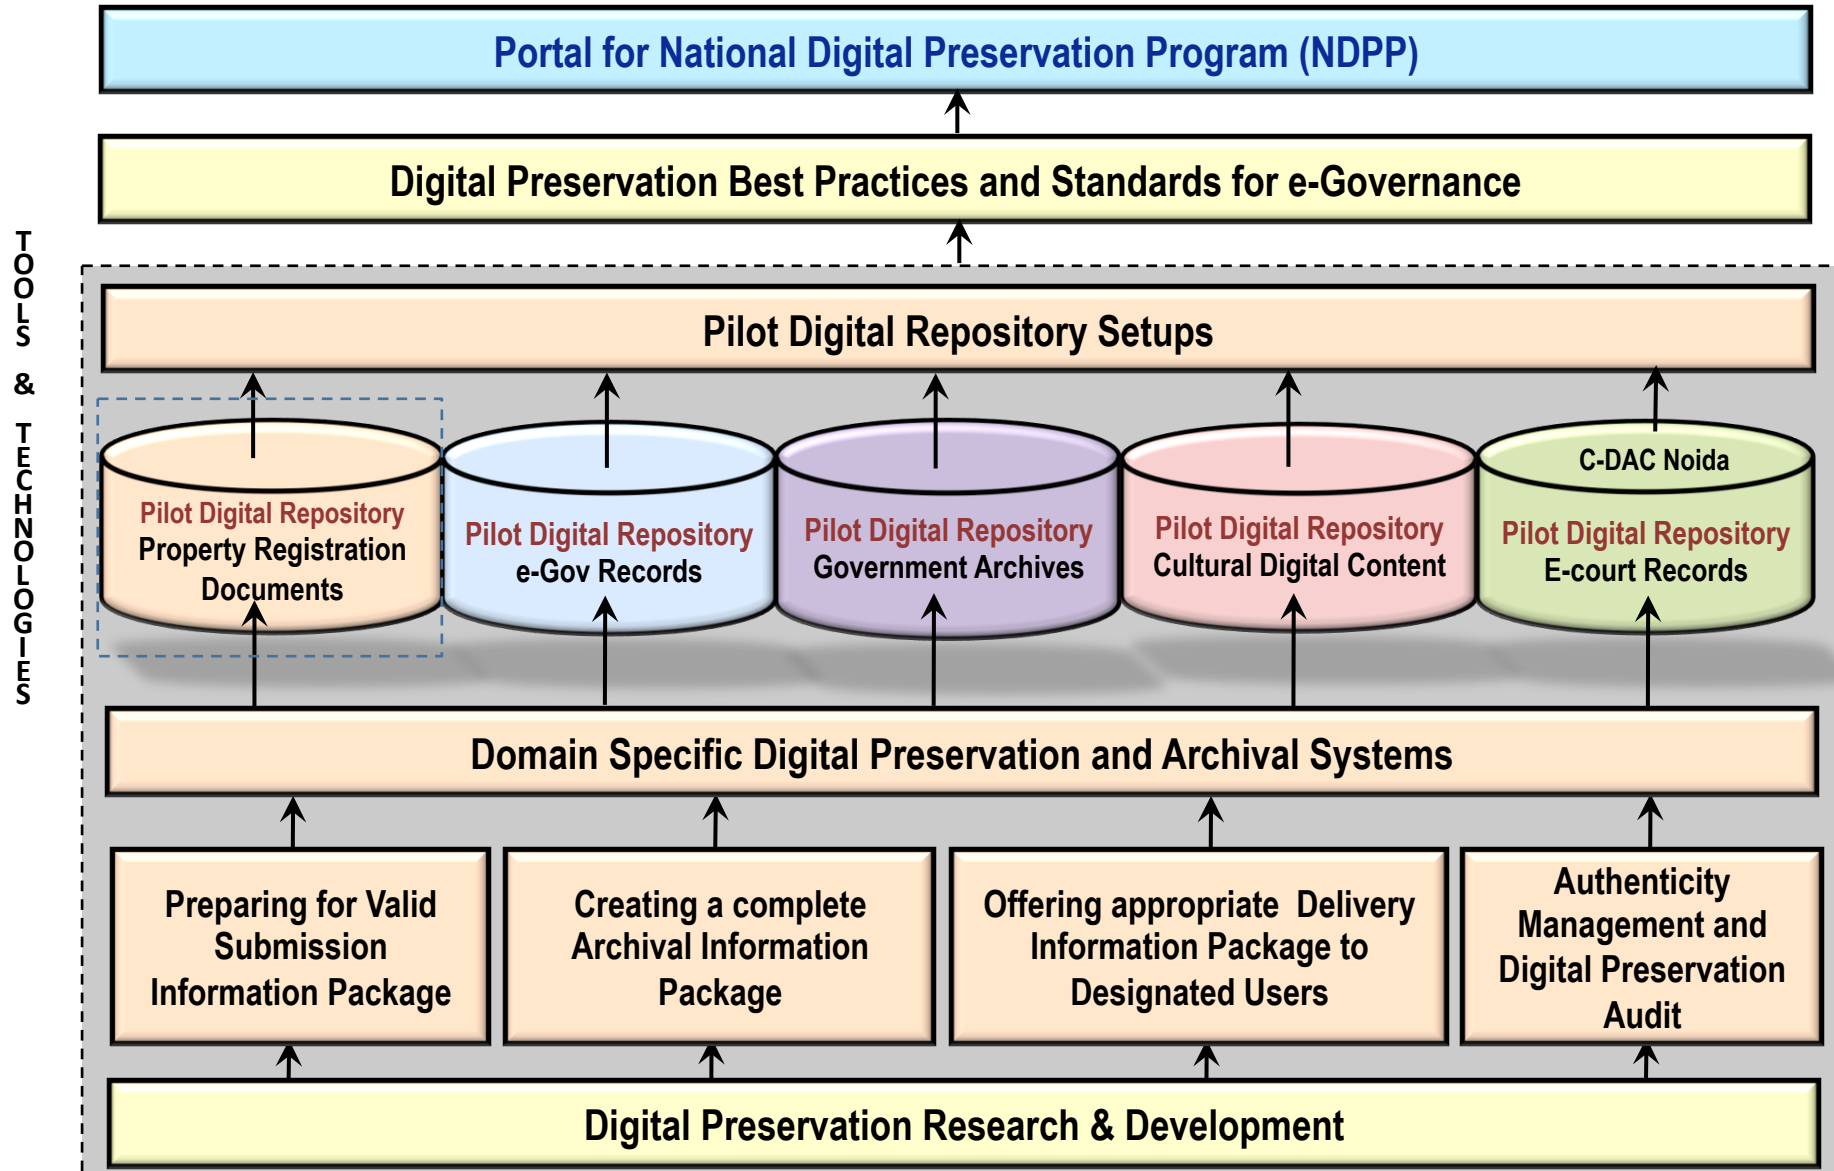 Portal for National Digital Preservation Program (NDPP)
Digital Preservation Best Practices and Standards for e-Governance
TOOLS & TECHNOLOGIES
Pilot Digital Repository Setups
Pilot Digital Repository
Property Registration
Documents
Pilot Digital Repository
e-Gov Records
Pilot Digital Repository
Government Archives
Pilot Digital Repository
Cultural Digital Content
C-DAC Noida
Pilot Digital Repository
E-court Records
Domain Specific Digital Preservation and Archival Systems
Preparing for Valid
Submission
Information Package
Creating a complete
Archival Information
Package
Offering appropriate Delivery
Information Package to
Designated Users
Authenticity
Management and
Digital Preservation
Audit
Digital Preservation Research & Development